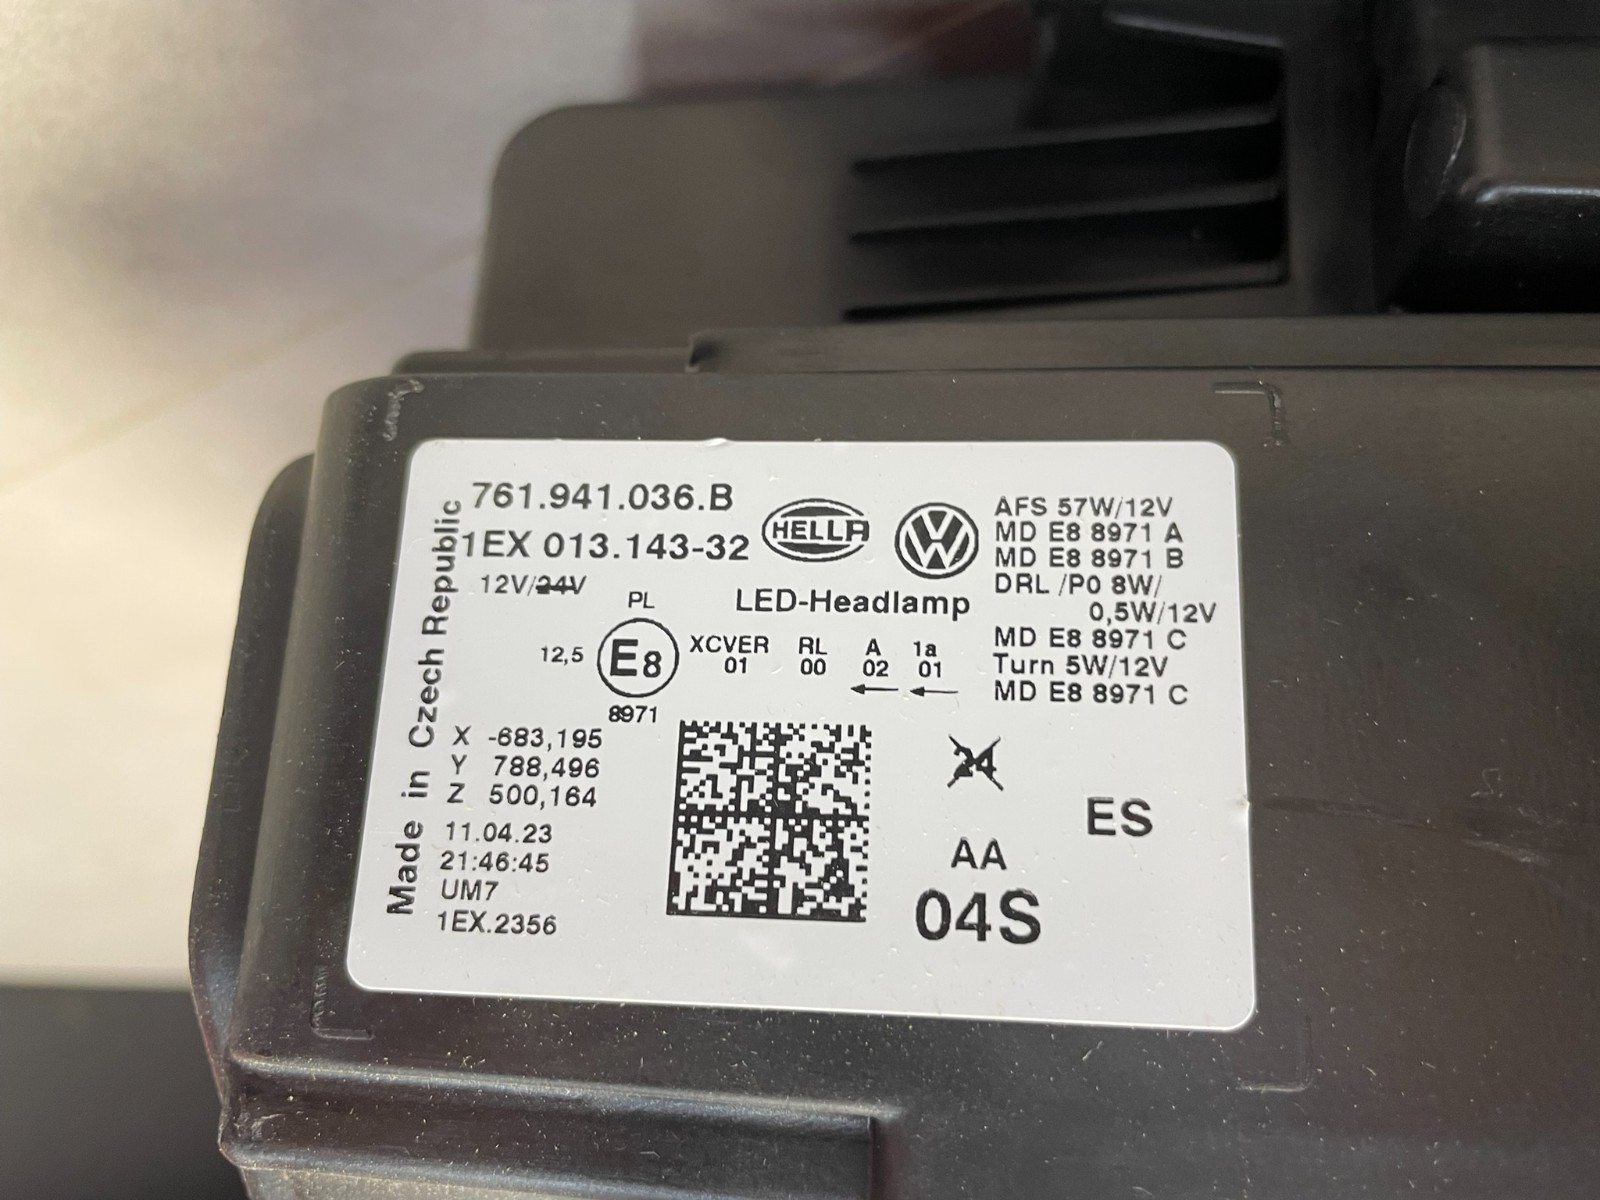 Made in Czech Republic
761.941.036.B
1EX 013.143-32
12V/24V
HELLA
VW
LED-Headlamp
PL
12,5
E8
8971
XCVER RL A 1a
01 00 02 01
AFS 57W/12V
MD E8 8971 A
MD E8 8971 B
DRL /P0 8W/
0,5W/12V
MD E8 8971 C
Turn 5W/12V
MD E8 8971 C
X -683,195
Y 788,496
Z 500,164
11.04.23
21:46:45
UM7
1EX.2356
24
ES
AA
04S